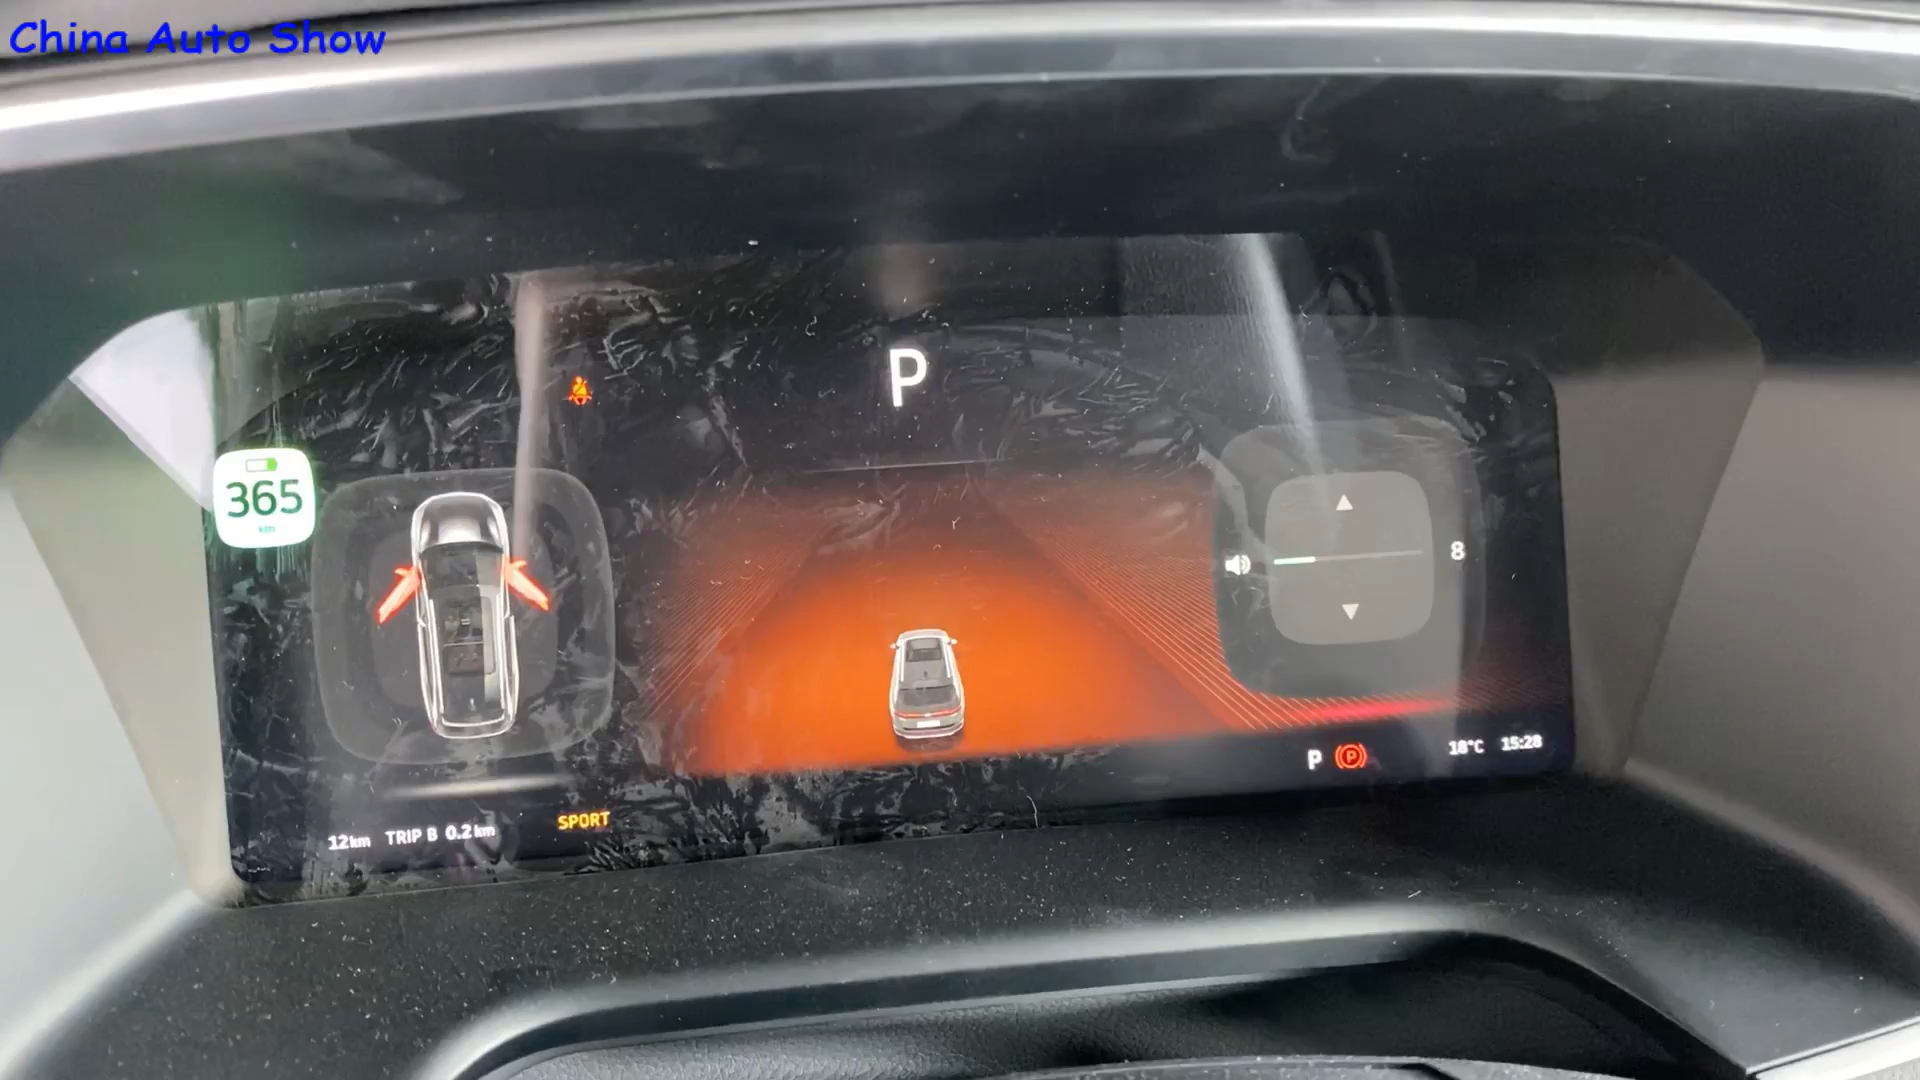 China Auto Show
P
365
km
8
P (P) 18°C 15:28
12km TRIP B 0.2km SPORT